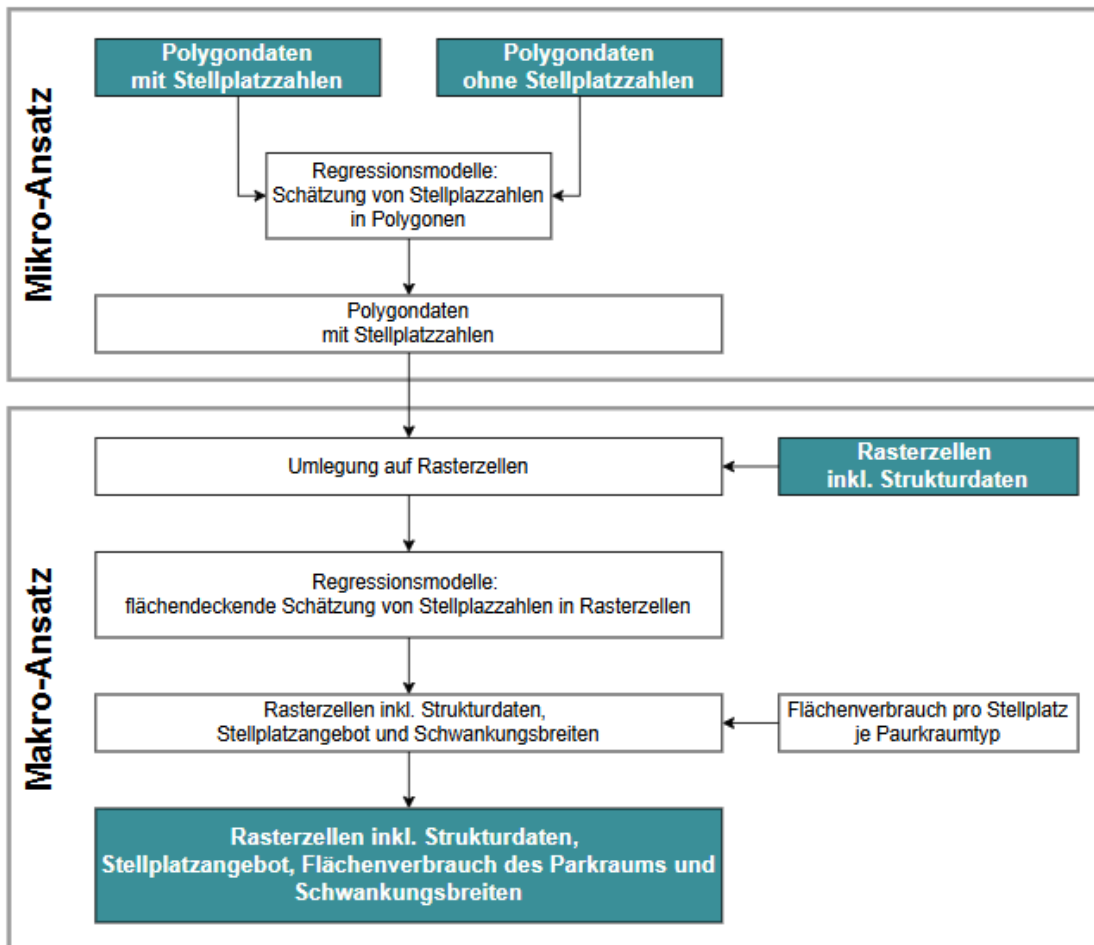 Mikro-Ansatz
Polygondaten
mit Stellplatzzahlen
Polygondaten
ohne Stellplatzzahlen
Regressionsmodelle:
Schätzung von Stellplazzahlen
in Polygonen
Polygondaten
mit Stellplatzzahlen
Makro-Ansatz
Umlegung auf Rasterzellen
Rasterzellen
inkl. Strukturdaten
Regressionsmodelle:
flächendeckende Schätzung von Stellplazzahlen in Rasterzellen
Rasterzellen inkl. Strukturdaten,
Stellplatzangebot und Schwankungsbreiten
Flächenverbrauch pro Stellplatz
je Paurkraumtyp
Rasterzellen inkl. Strukturdaten,
Stellplatzangebot, Flächenverbrauch des Parkraums und
Schwankungsbreiten